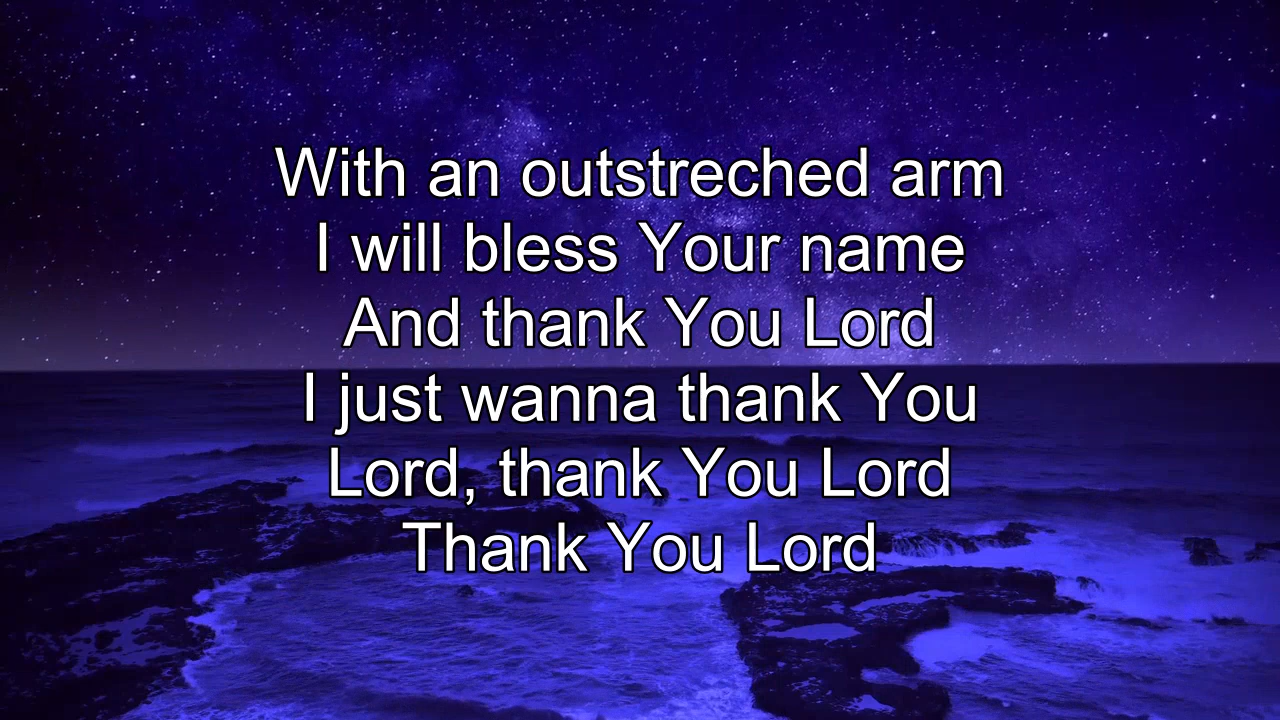 With an outstreched arm
I will bless Your name
And thank You Lord
I just wanna thank You
Lord, thank You Lord
Thank You Lord